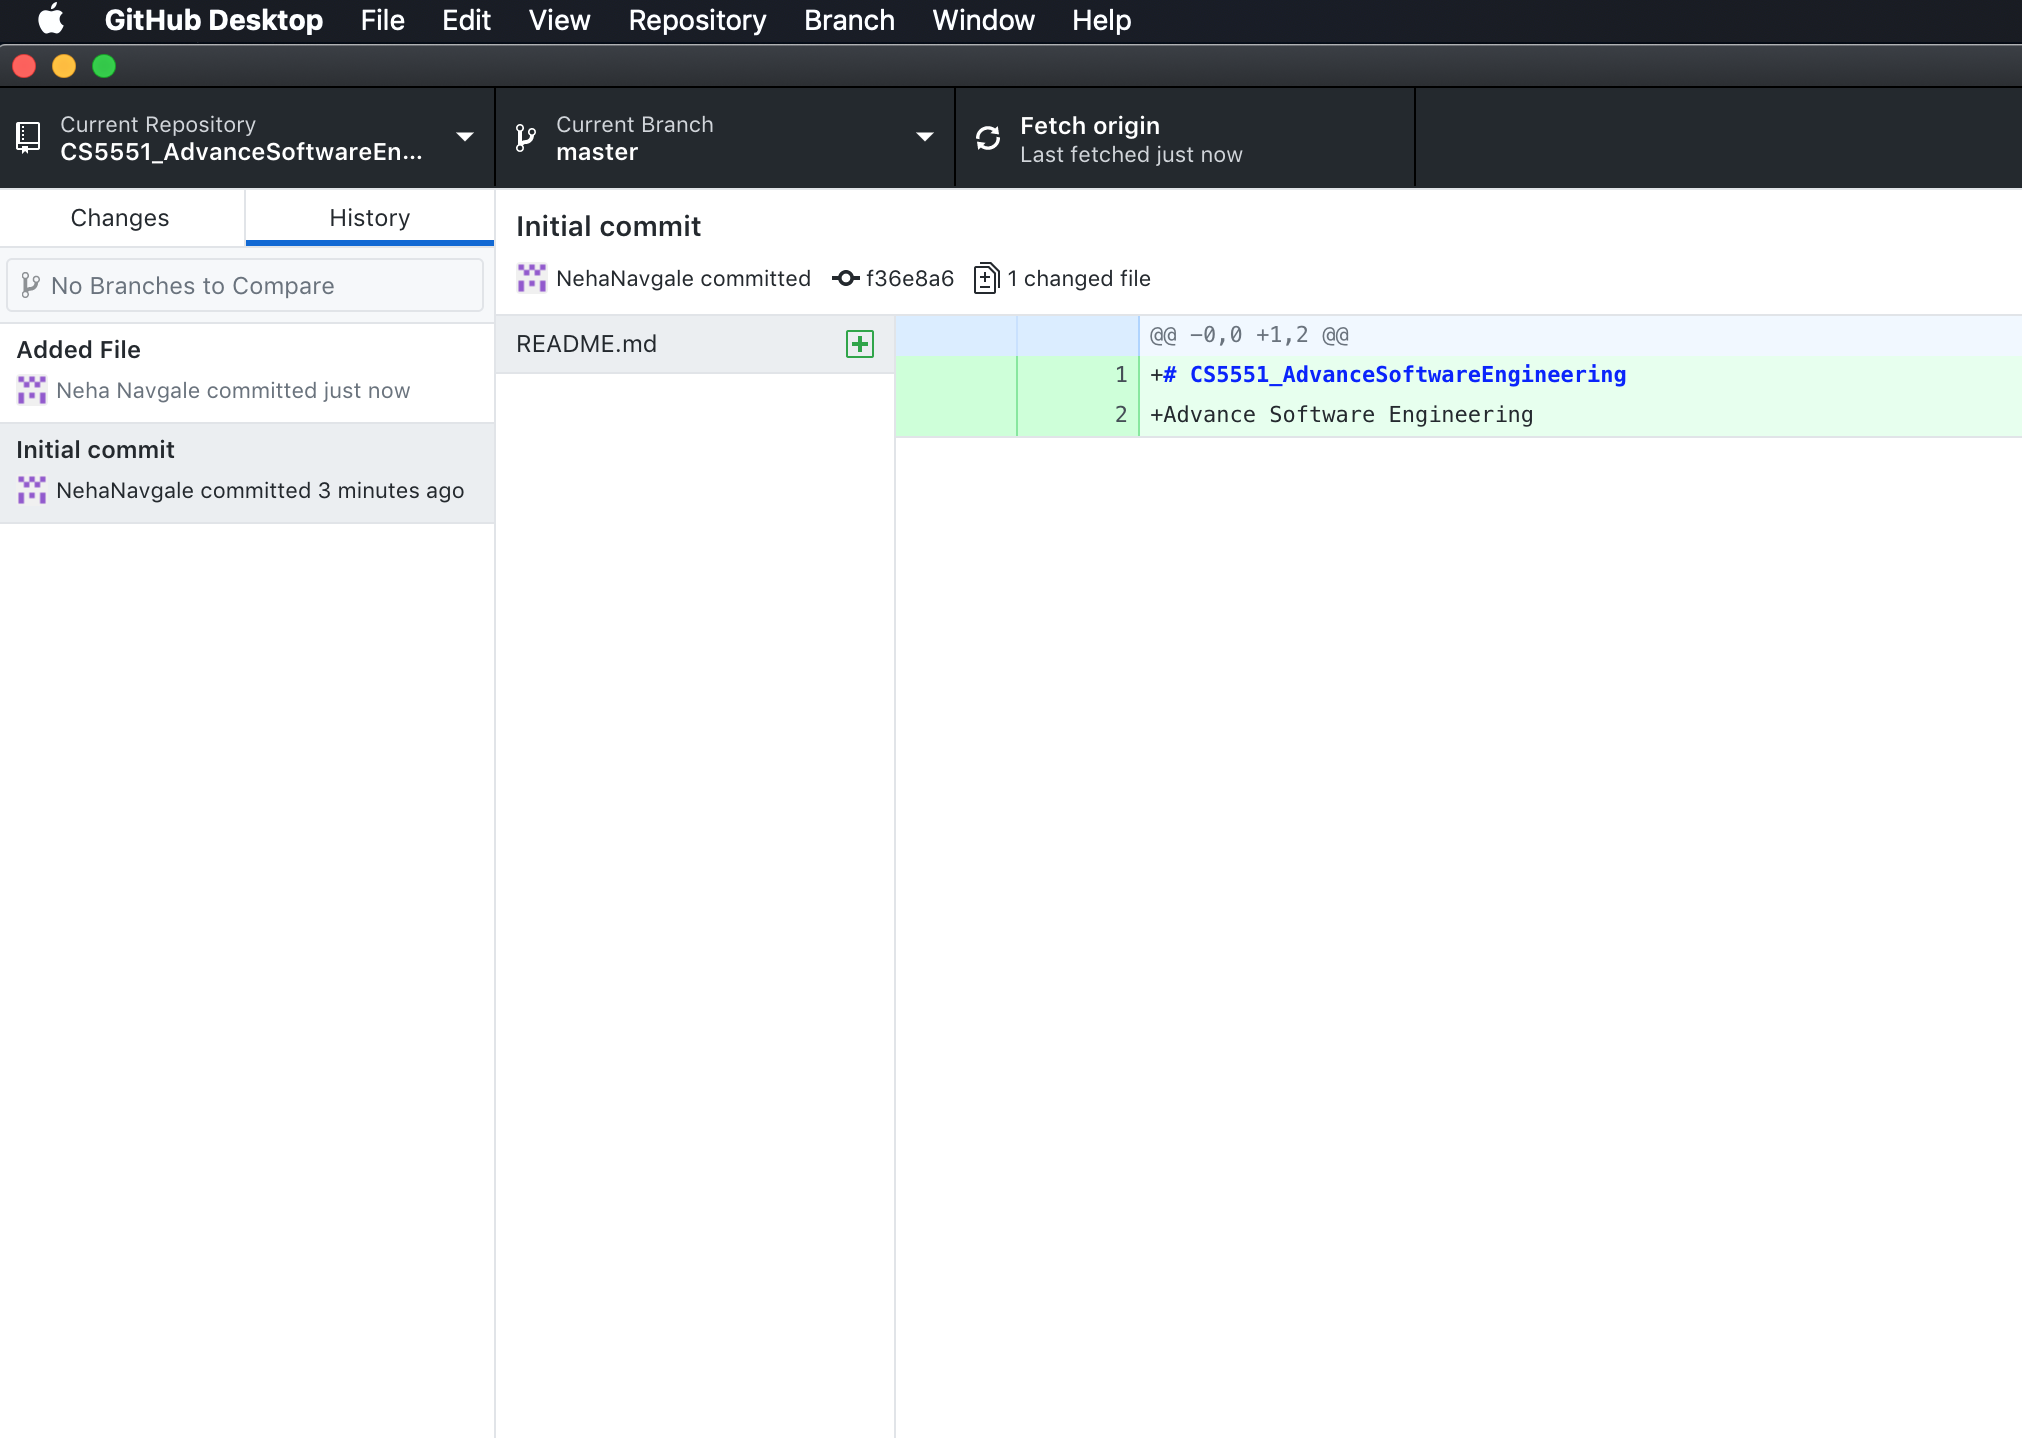 GitHub Desktop File Edit View Repository Branch Window Help
Current Repository
CS5551_AdvanceSoftwareEn...
Current Branch
master
Fetch origin
Last fetched just now
Changes
History
No Branches to Compare
Added File
Neha Navgale committed just now
Initial commit
NehaNavgale committed 3 minutes ago
Initial commit
NehaNavgale committed f36e8a6 1 changed file
README.md
@@ -0,0 +1,2 @@
1 +# CS5551_AdvanceSoftwareEngineering
2 +Advance Software Engineering